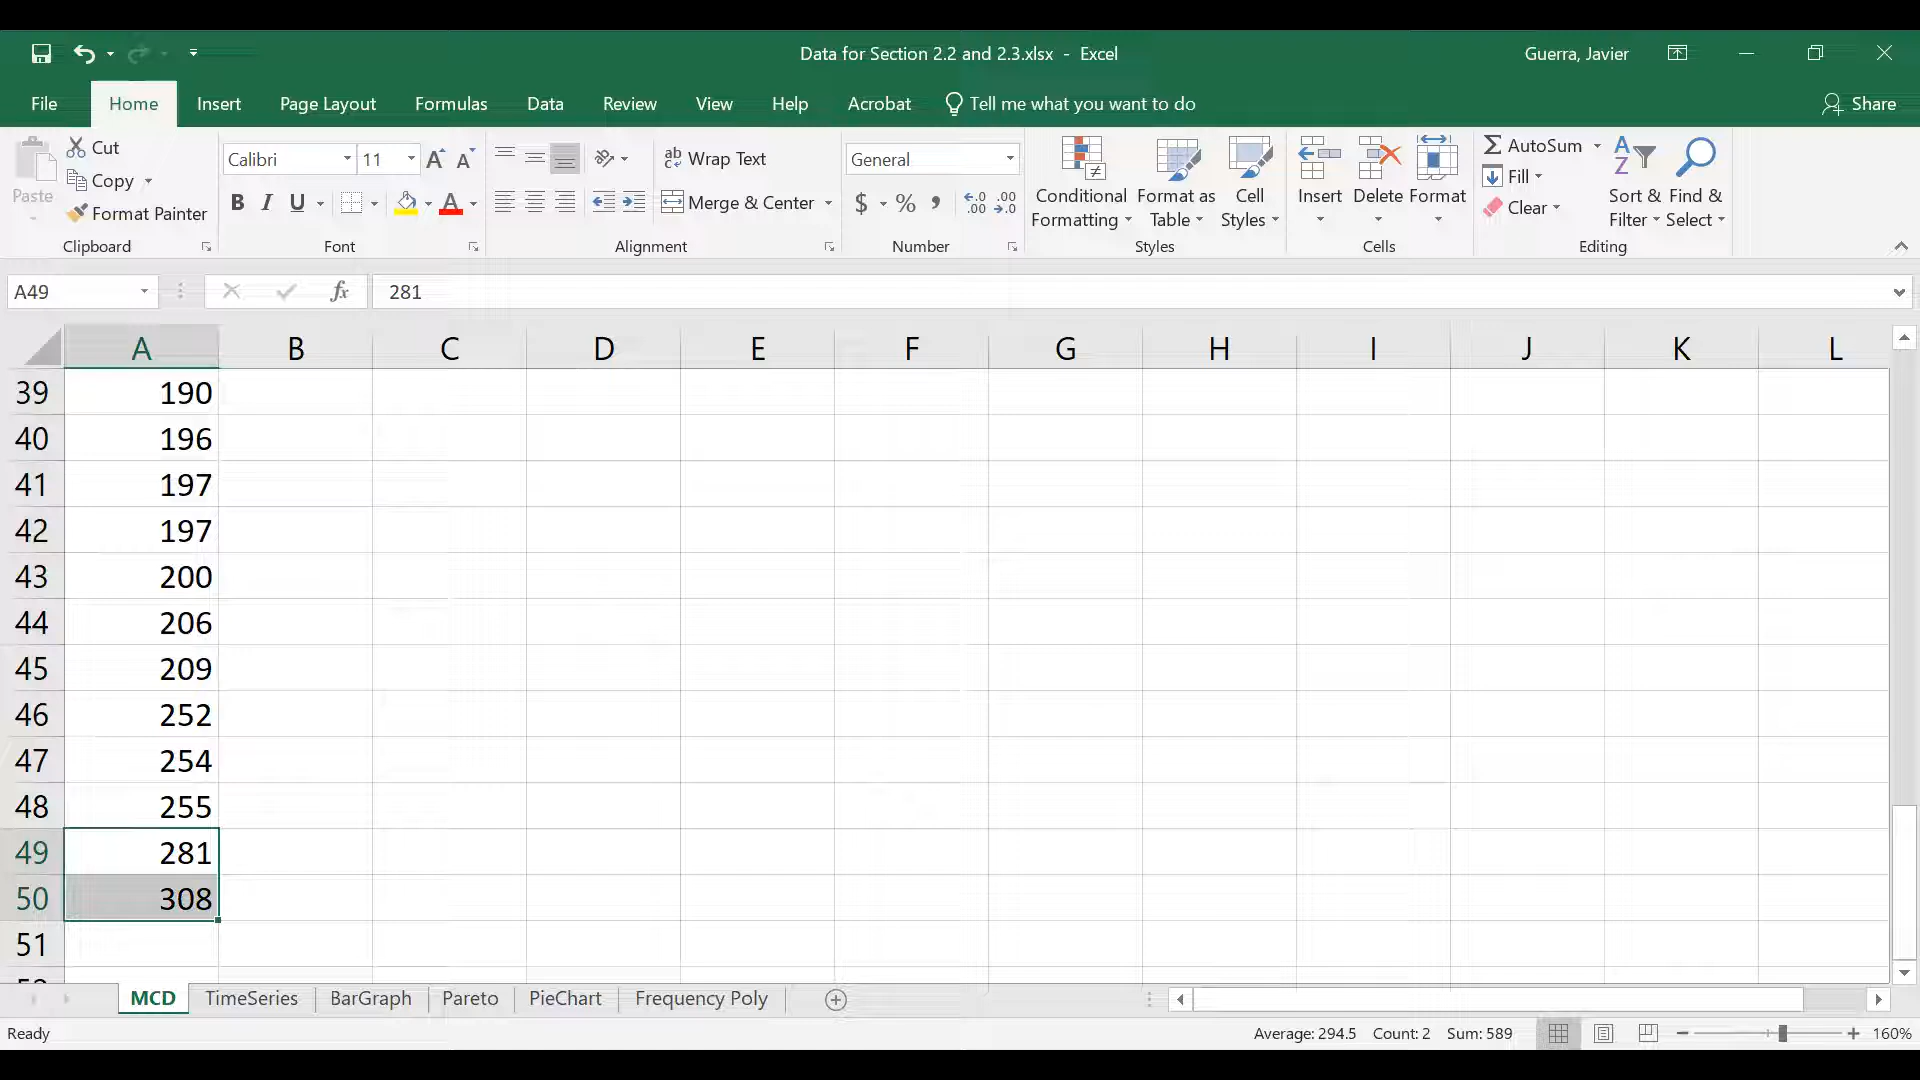 Data for Section 2.2 and 2.3.xlsx - Excel
Guerra, Javier
File Home Insert Page Layout Formulas Data Review View Help Acrobat Tell me what you want to do Share
Paste
Cut
Copy
Format Painter
Clipboard
Calibri 11
B I U
Font
Wrap Text
Merge & Center
Alignment
General
$ % ,
Number
Conditional Formatting
Format as Table
Cell Styles
Styles
Insert Delete Format
Cells
AutoSum
Fill
Clear
Sort & Filter
Find & Select
Editing
A49 fx 281
A B C D E F G H I J K L
39 190
40 196
41 197
42 197
43 200
44 206
45 209
46 252
47 254
48 255
49 281
50 308
51
MCD TimeSeries BarGraph Pareto PieChart Frequency Poly
Ready Average: 294.5 Count: 2 Sum: 589 160%